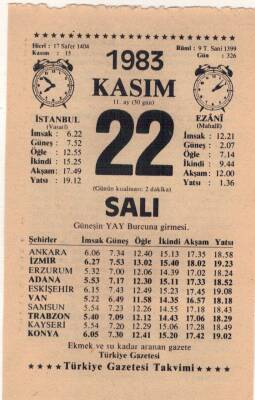 Hicrî : 17 Safer 1404
Kasım : 15
Rûmî : 9 T. Sani 1399
Gün : 326
1983
KASIM
11. ay (30 gün)
22
(Günün kısalması: 2 dakika)
SALI
İSTANBUL
(Vasatî)
İmsak : 6.22
Güneş : 7.52
Öğle : 12.55
İkindi : 15.25
Akşam : 17.49
Yatsı : 19.12
EZÂNÎ
(Mahallî)
İmsak : 12.21
Güneş : 2.07
Öğle : 7.14
İkindi : 9.44
Akşam : 12.00
Yatsı : 1.36
Güneşin YAY Burcuna girmesi.
Şehirler İmsak Güneş Öğle İkindi Akşam Yatsı
ANKARA 6.06 7.34 12.40 15.13 17.35 18.58
İZMİR 6.27 7.53 13.02 15.40 18.02 19.23
ERZURUM 5.32 7.00 12.06 14.39 17.02 18.24
ADANA 5.53 7.17 12.30 15.11 17.33 18.52
ESKİŞEHİR 6.15 7.43 12.49 15.23 17.45 19.08
VAN 5.22 6.49 11.58 14.35 16.57 18.18
SAMSUN 5.54 7.23 12.26 14.55 17.18 18.43
TRABZON 5.40 7.09 12.12 14.43 17.06 18.29
KAYSERİ 5.54 7.20 12.29 15.06 17.28 18.49
KONYA 6.05 7.30 12.41 15.20 17.42 19.02
Ekmek ve su kadar aranan gazete
Türkiye Gazetesi
Türkiye Gazetesi Takvimi